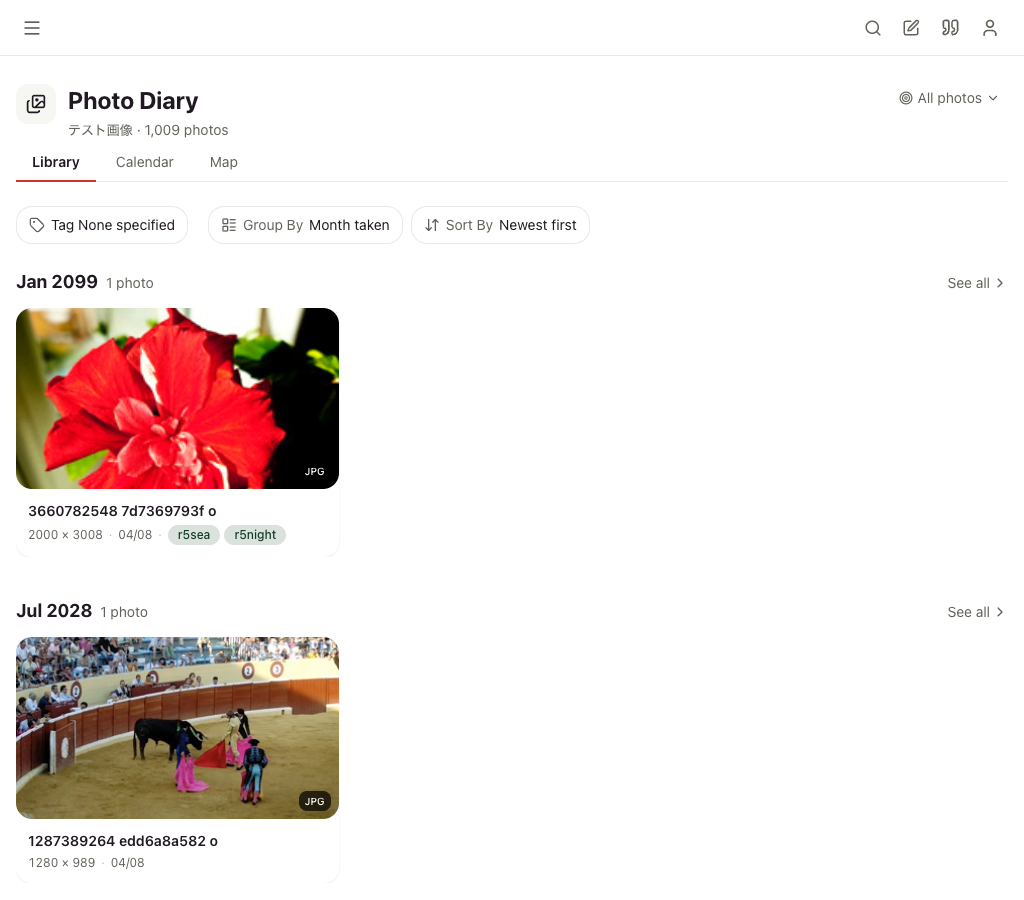 Photo Diary
All photos
テスト画像 · 1,009 photos
Library
Calendar
Map
Tag None specified
Group By Month taken
Sort By Newest first
Jan 2099 1 photo
See all
JPG
3660782548 7d7369793f o
2000 × 3008 · 04/08 · r5sea r5night
Jul 2028 1 photo
See all
JPG
1287389264 edd6a8a582 o
1280 × 989 · 04/08